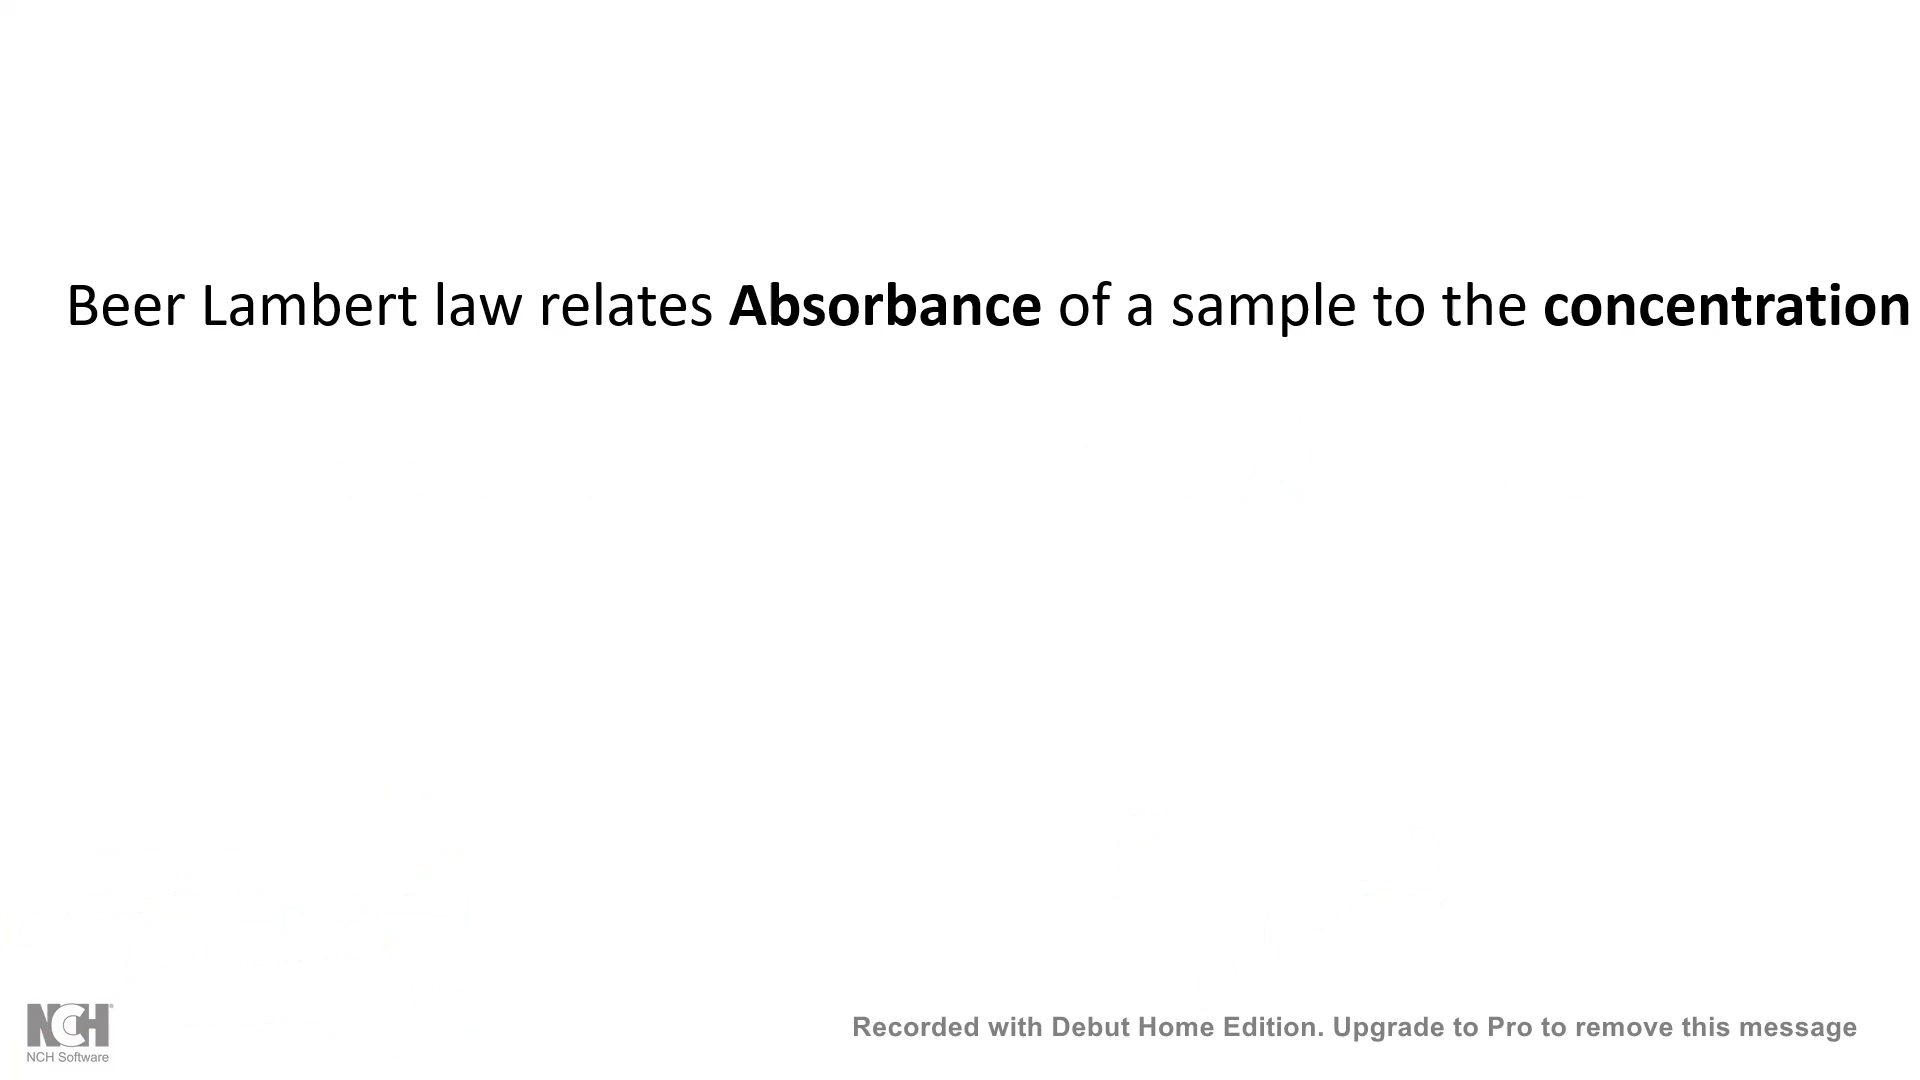 Beer Lambert law relates Absorbance of a sample to the concentration
NCH
NCH Software
Recorded with Debut Home Edition. Upgrade to Pro to remove this message